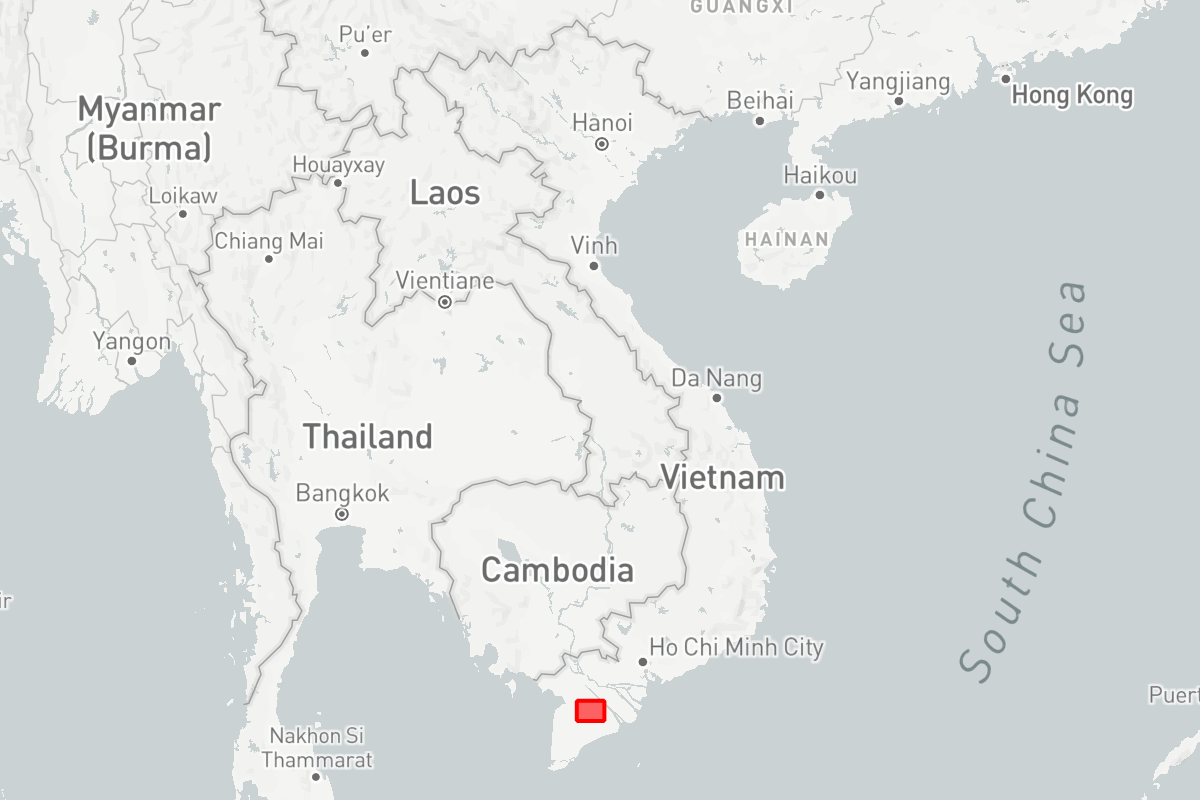 GUANGXI
Pu'er
Yangjiang
Beihai
Hong Kong
Myanmar
(Burma)
Hanoi
Houayxay
Laos
Haikou
Loikaw
Chiang Mai
Vinh
HAINAN
Vientiane
Yangon
South China Sea
Da Nang
Thailand
Vietnam
Bangkok
Cambodia
ir
Ho Chi Minh City
Puert
Nakhon Si
Thammarat